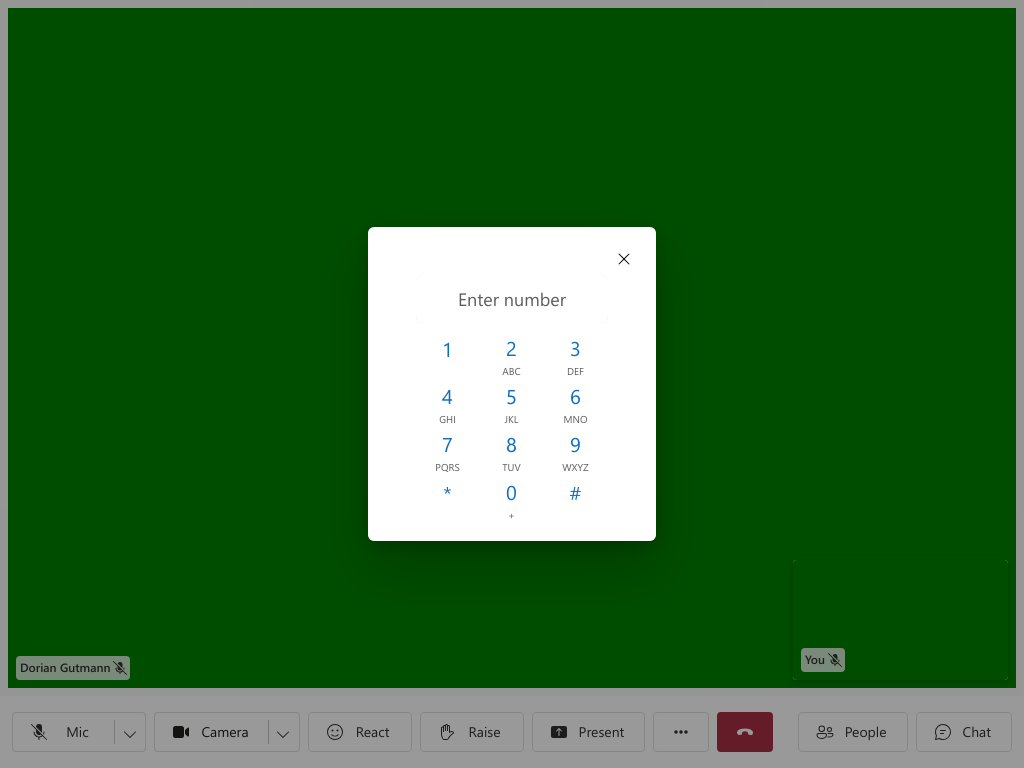 Enter number
1 2 3
ABC DEF
4 5 6
GHI JKL MNO
7 8 9
PQRS TUV WXYZ
* 0 #
+
You
Dorian Gutmann
Mic Camera React Raise Present People Chat